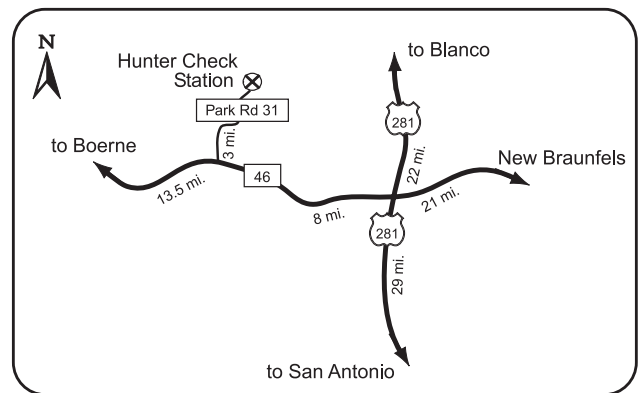 N
Hunter Check
Station
Park Rd 31
3 mi.
to Blanco
281
22 mi.
to Boerne
13.5 mi.
46
8 mi.
New Braunfels
21 mi.
281
29 mi.
to San Antonio